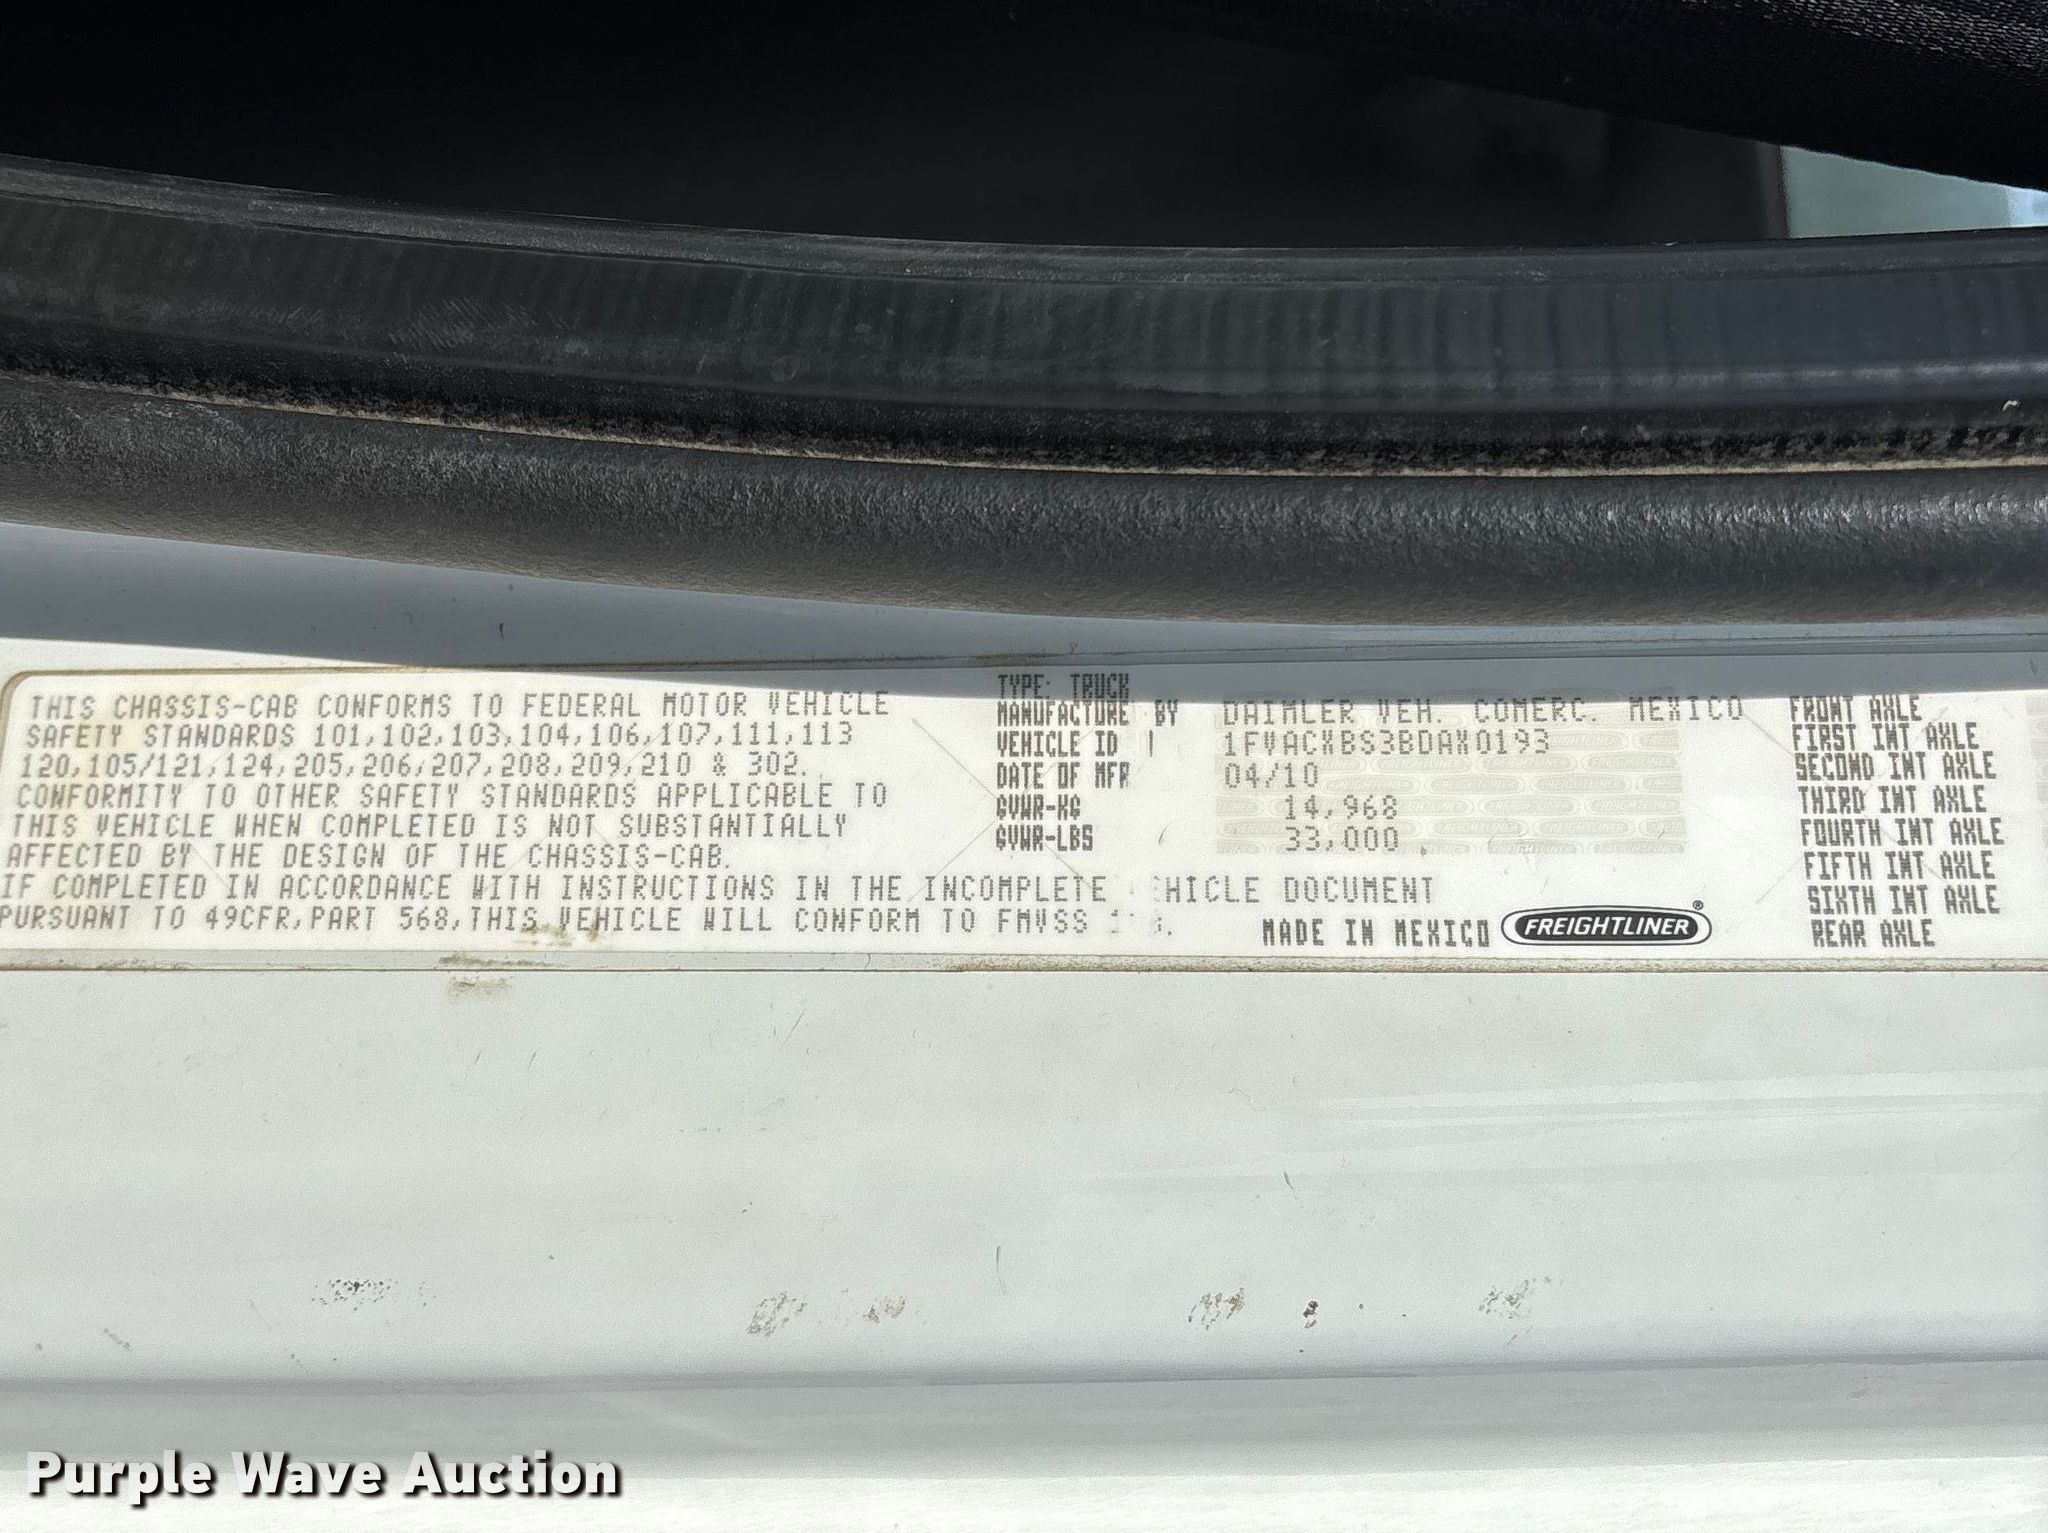 THIS CHASSIS-CAB CONFORMS TO FEDERAL MOTOR VEHICLE
SAFETY STANDARDS 101,102,103,104,106,107,111,113
120,105/121,124,205,206,207,208,209,210 & 302.
CONFORMITY TO OTHER SAFETY STANDARDS APPLICABLE TO
THIS VEHICLE WHEN COMPLETED IS NOT SUBSTANTIALLY
AFFECTED BY THE DESIGN OF THE CHASSIS-CAB.
IF COMPLETED IN ACCORDANCE WITH INSTRUCTIONS IN THE INCOMPLETE DOCUMENT
PURSUANT TO 49CFR,PART 568,THIS VEHICLE WILL CONFORM TO FMVSS
TYPE: TRUCK
MANUFACTURE BY DAIMLER VEH. COMERC. MEXICO
VEHICLE ID 1FVACXBS3BDAX0193
DATE OF MFR 04/10
GVWR-KG 14,968
GVWR-LBS 33,000
MADE IN MEXICO FREIGHTLINER®
FRONT AXLE
FIRST INT AXLE
SECOND INT AXLE
THIRD INT AXLE
FOURTH INT AXLE
FIFTH INT AXLE
SIXTH INT AXLE
REAR AXLE
Purple Wave Auction